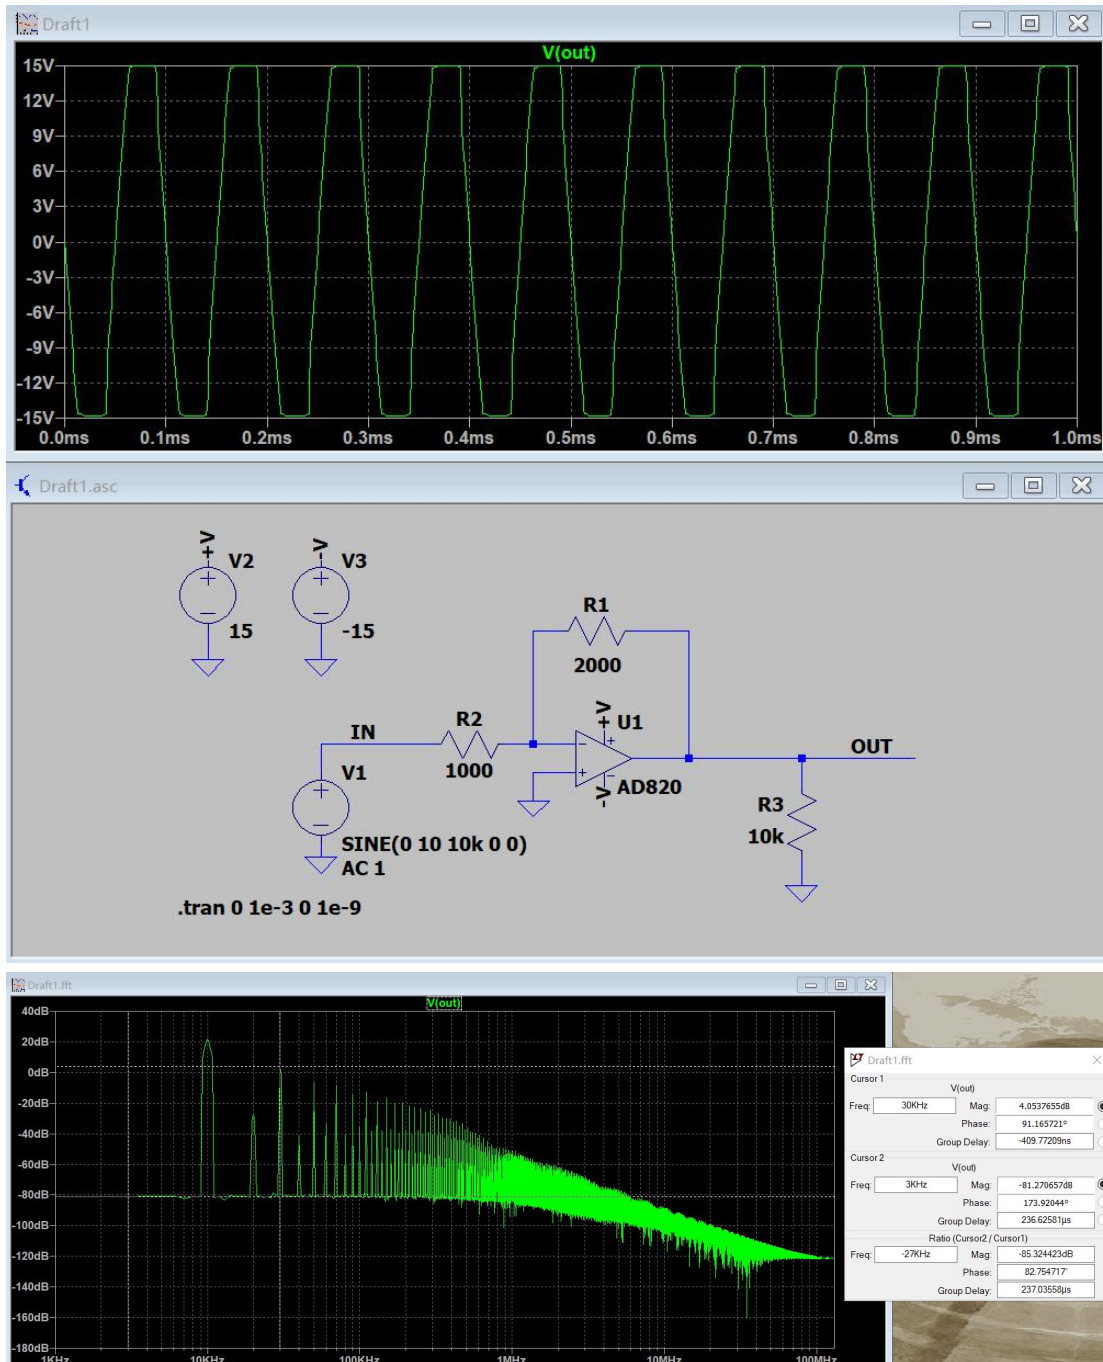 Draft1
V(out)
15V
12V
9V
6V
3V
0V
-3V
-6V
-9V
-12V
-15V
0.0ms 0.1ms 0.2ms 0.3ms 0.4ms 0.5ms 0.6ms 0.7ms 0.8ms 0.9ms 1.0ms
Draft1.asc
+V V2 15
-V V3 -15
R1
2000
IN
R2
1000
+V U1
-V AD820
OUT
V1
SINE(0 10 10k 0 0)
AC 1
R3
10k
.tran 0 1e-3 0 1e-9
Draft1.fft
V(out)
40dB
20dB
0dB
-20dB
-40dB
-60dB
-80dB
-100dB
-120dB
-140dB
-160dB
-180dB
1KHz 10KHz 100KHz 1MHz 10MHz 100MHz
Draft1.fft
Cursor 1
V(out)
Freq: 30KHz Mag: 4.0537655dB
Phase: 91.165721°
Group Delay: -409.77209ns
Cursor 2
V(out)
Freq: 3KHz Mag: -81.270657dB
Phase: 173.92044°
Group Delay: 236.62581µs
Ratio (Cursor2 / Cursor1)
Freq: -27KHz Mag: -85.324423dB
Phase: 82.754717°
Group Delay: 237.03558µs